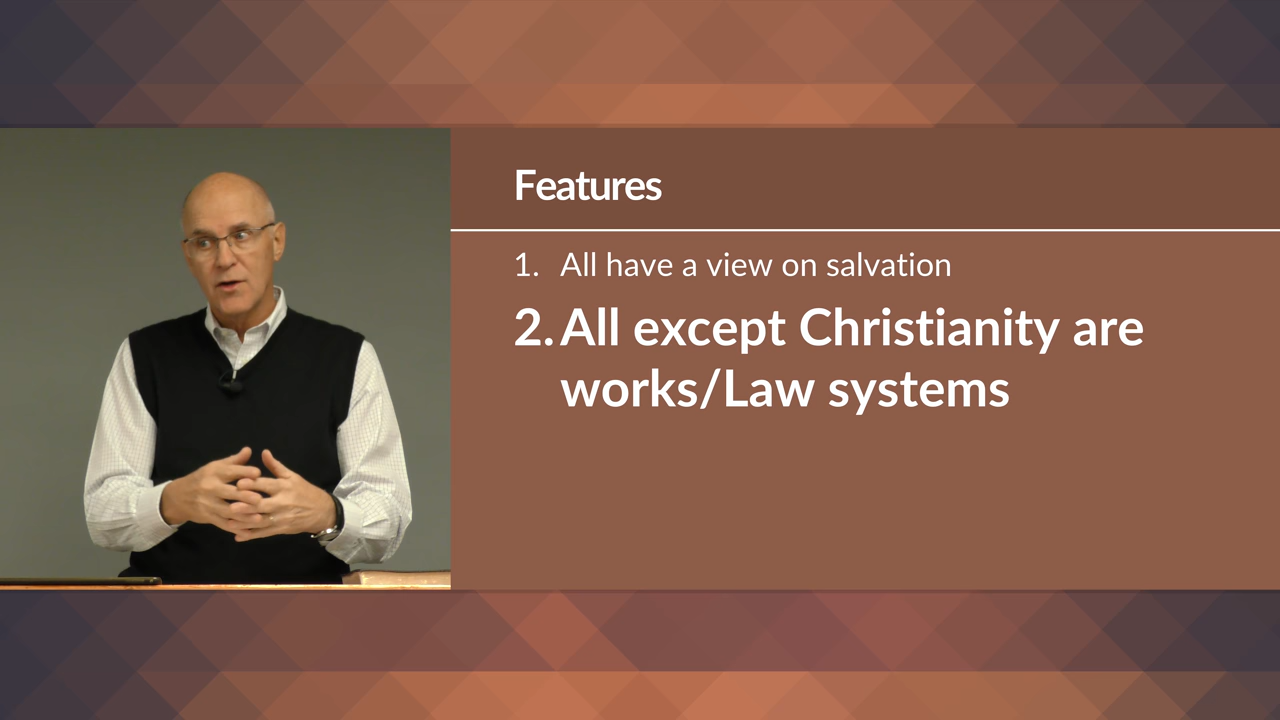 Features
1. All have a view on salvation
2. All except Christianity are
works/Law systems